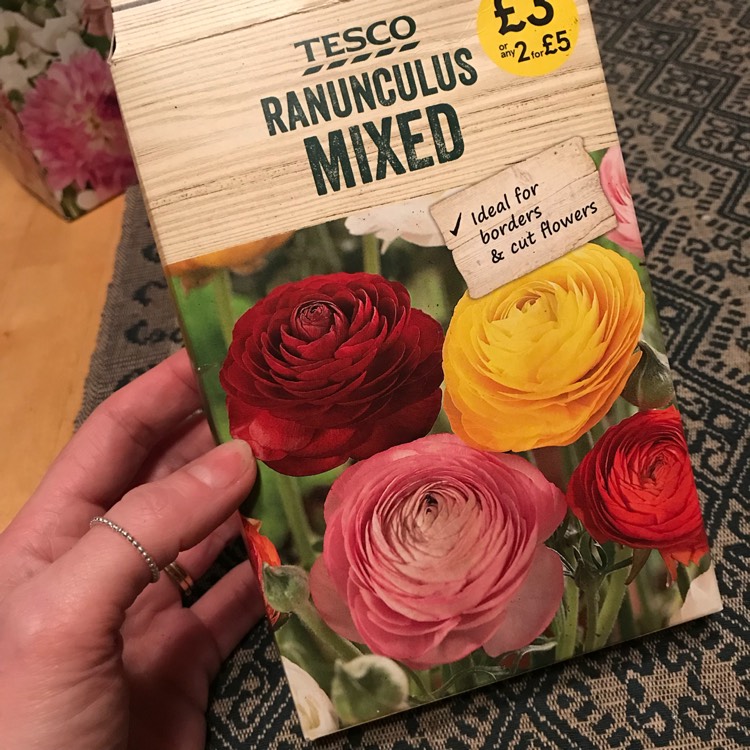 TESCO
RANUNCULUS
MIXED
£3
or any 2 for £5
✓ Ideal for
borders
& cut flowers